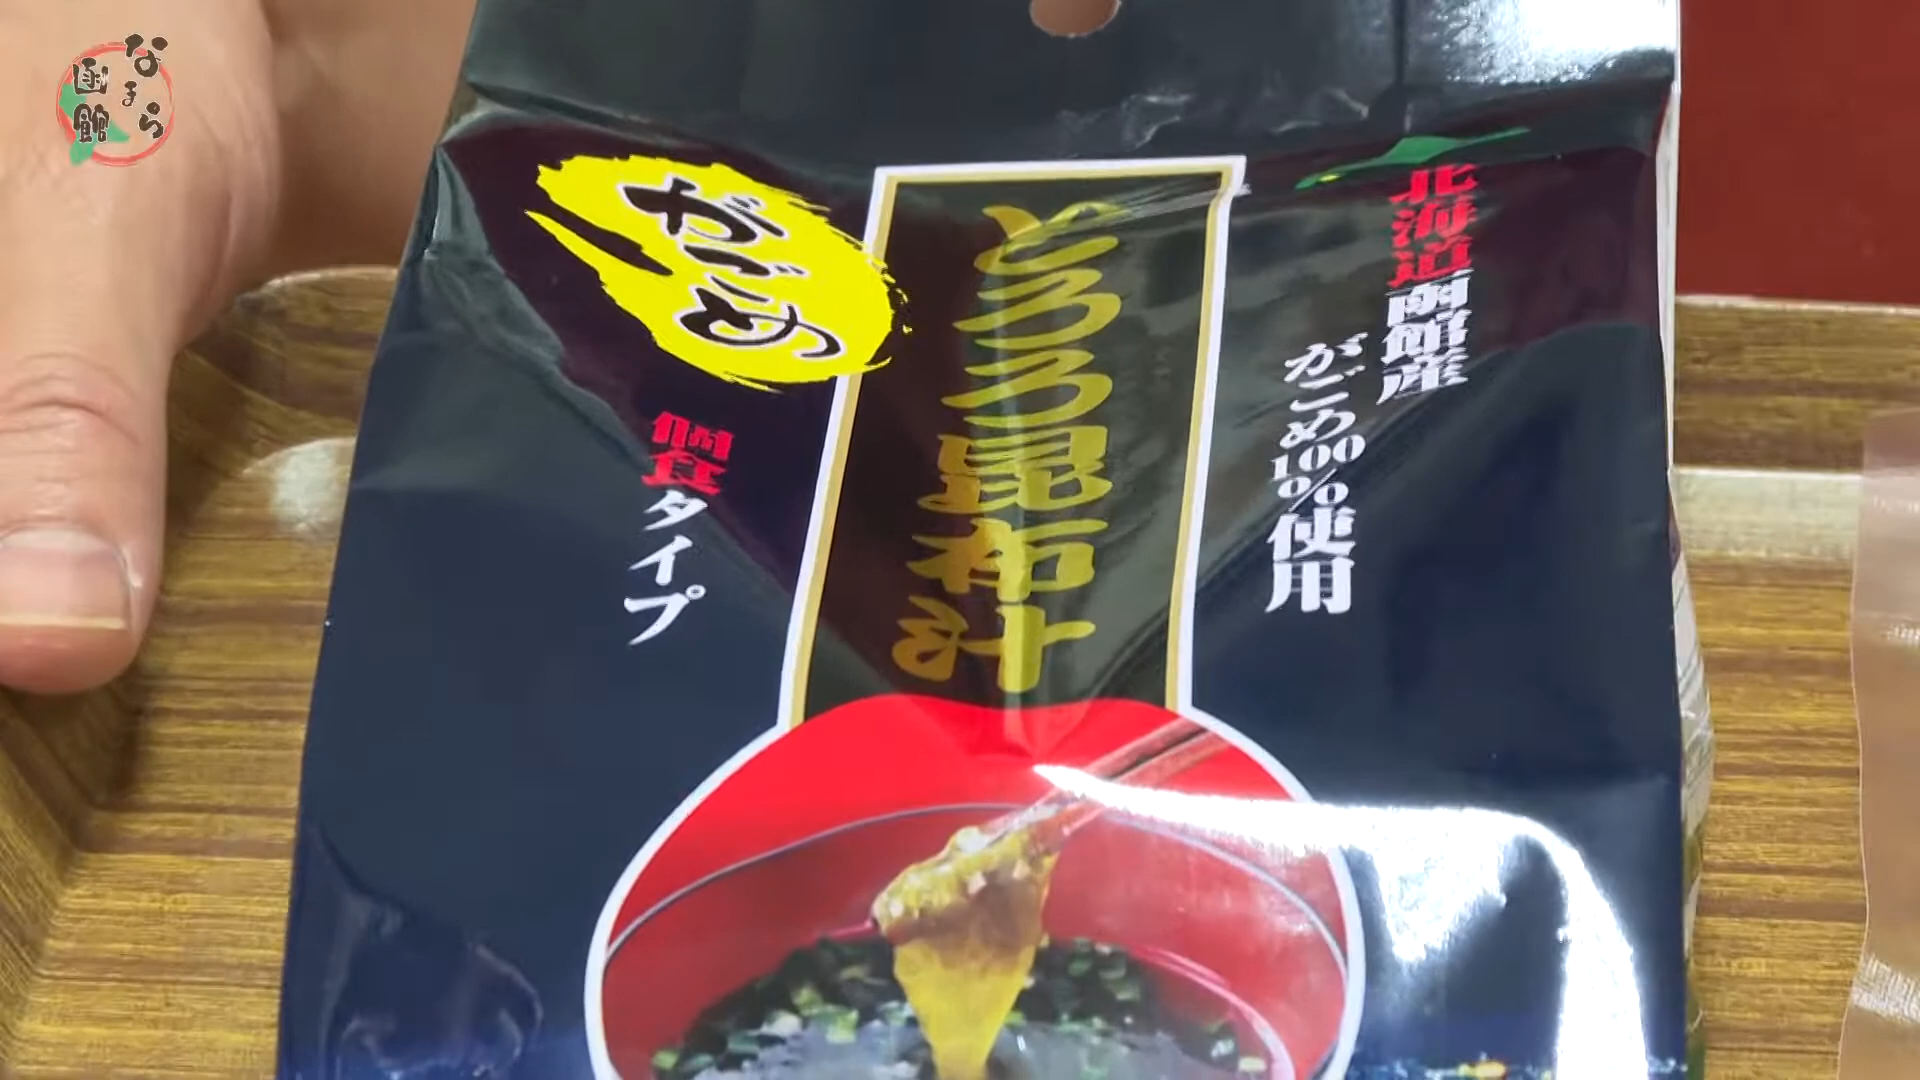 なまら
函館
がごめ
とろろ昆布汁
北海道函館産
がごめ100%使用
個食タイプ